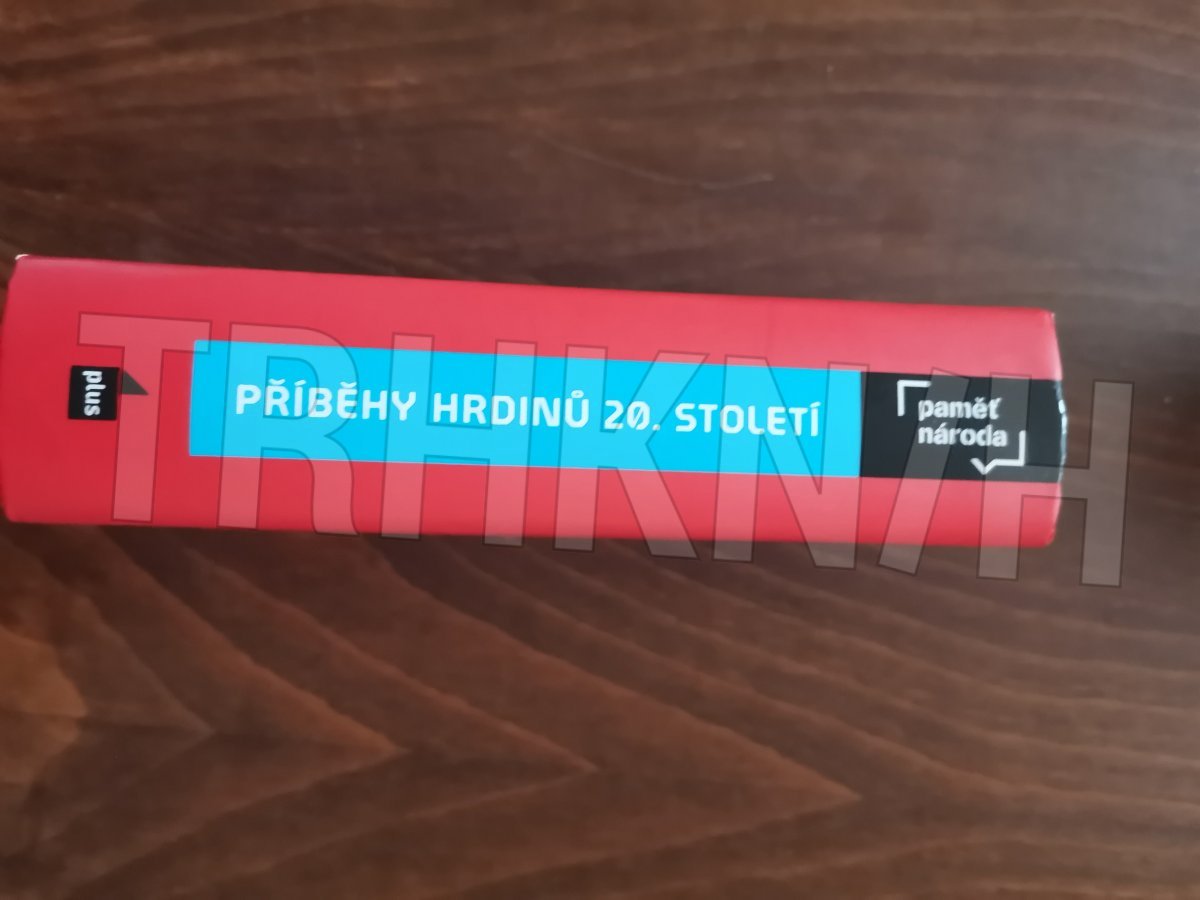 plus
PŘÍBĚHY HRDINŮ 20. STOLETÍ
paměť
národa
TRHKNIH